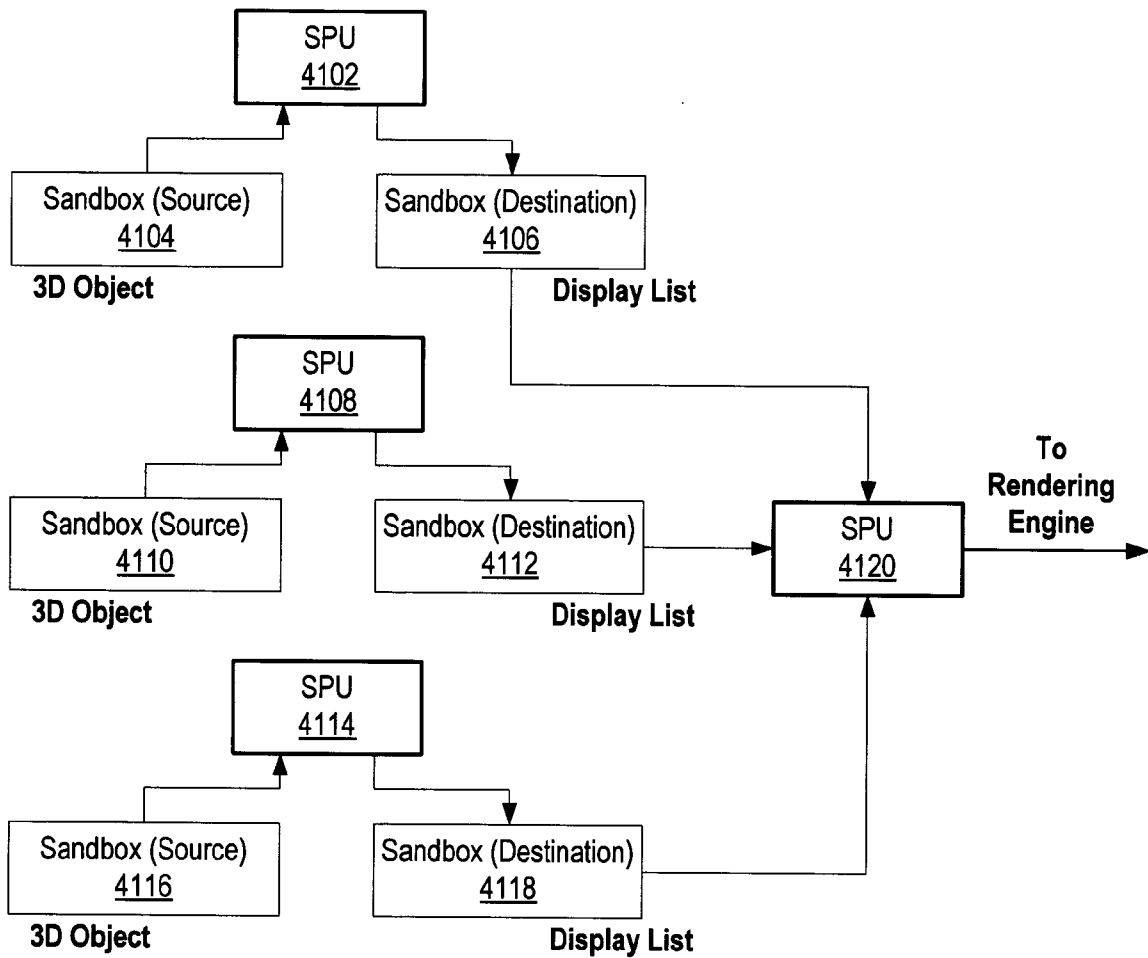 SPU
4102
Sandbox (Source)
4104
3D Object
Sandbox (Destination)
4106
Display List
SPU
4108
Sandbox (Source)
4110
3D Object
Sandbox (Destination)
4112
Display List
SPU
4120
To
Rendering
Engine
SPU
4114
Sandbox (Source)
4116
3D Object
Sandbox (Destination)
4118
Display List